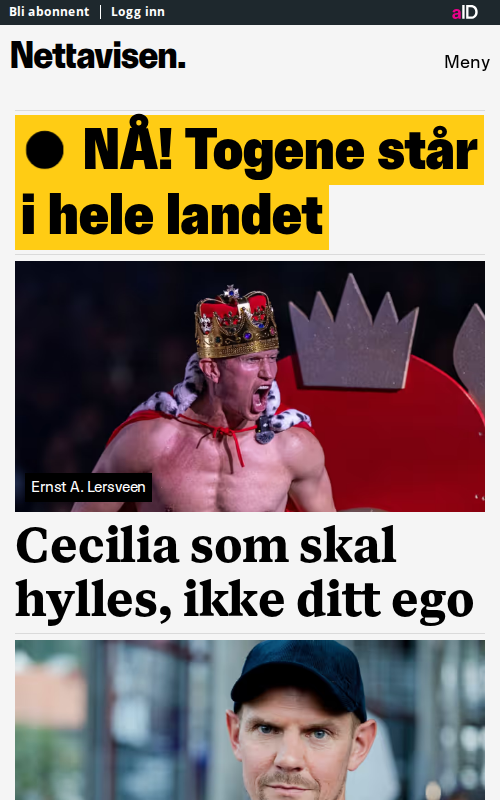 Bli abonnent
Logg inn
aID
Nettavisen.
Meny
NÅ! Togene står
i hele landet
Ernst A. Lersveen
Cecilia som skal
hylles, ikke ditt ego